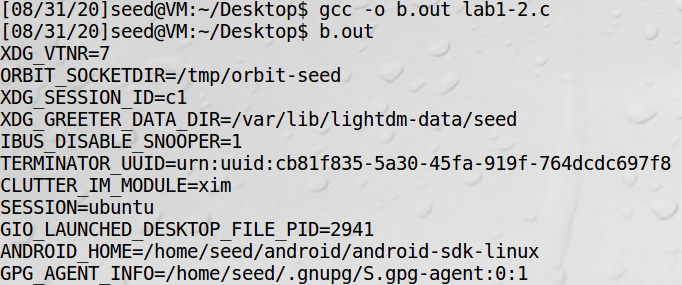 [08/31/20]seed@VM:~/Desktop$ gcc -o b.out lab1-2.c
[08/31/20]seed@VM:~/Desktop$ b.out
XDG_VTNR=7
ORBIT_SOCKETDIR=/tmp/orbit-seed
XDG_SESSION_ID=c1
XDG_GREETER_DATA_DIR=/var/lib/lightdm-data/seed
IBUS_DISABLE_SNOOPER=1
TERMINATOR_UUID=urn:uuid:cb81f835-5a30-45fa-919f-764dcdc697f8
CLUTTER_IM_MODULE=xim
SESSION=ubuntu
GIO_LAUNCHED_DESKTOP_FILE_PID=2941
ANDROID_HOME=/home/seed/android/android-sdk-linux
GPG_AGENT_INFO=/home/seed/.gnupg/S.gpg-agent:0:1